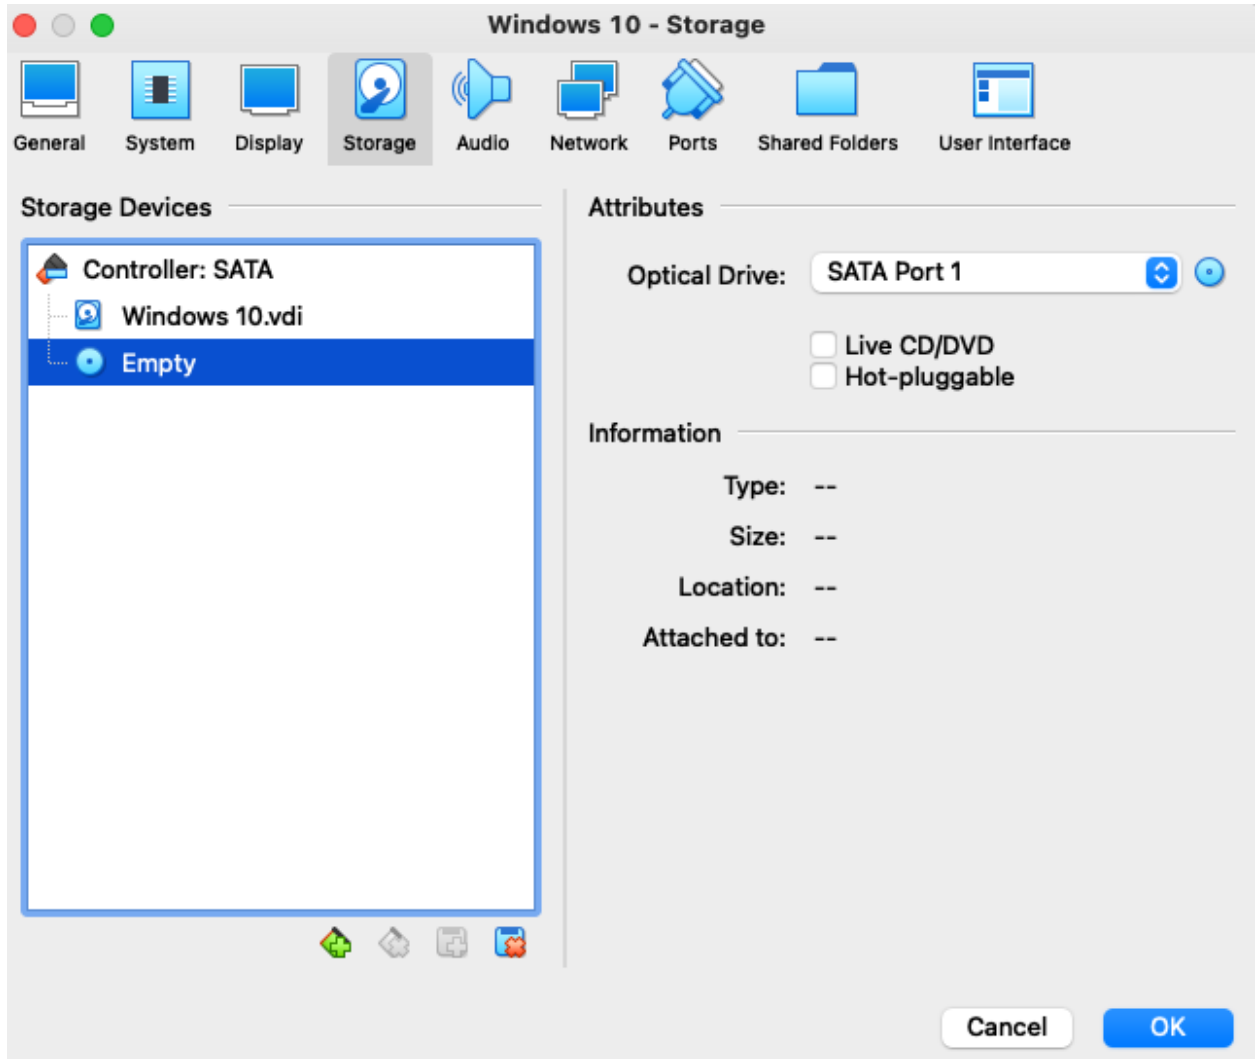 Windows 10 - Storage
General System Display Storage Audio Network Ports Shared Folders User Interface
Storage Devices
Controller: SATA
Windows 10.vdi
Empty
Attributes
Optical Drive: SATA Port 1
Live CD/DVD
Hot-pluggable
Information
Type: --
Size: --
Location: --
Attached to: --
Cancel OK